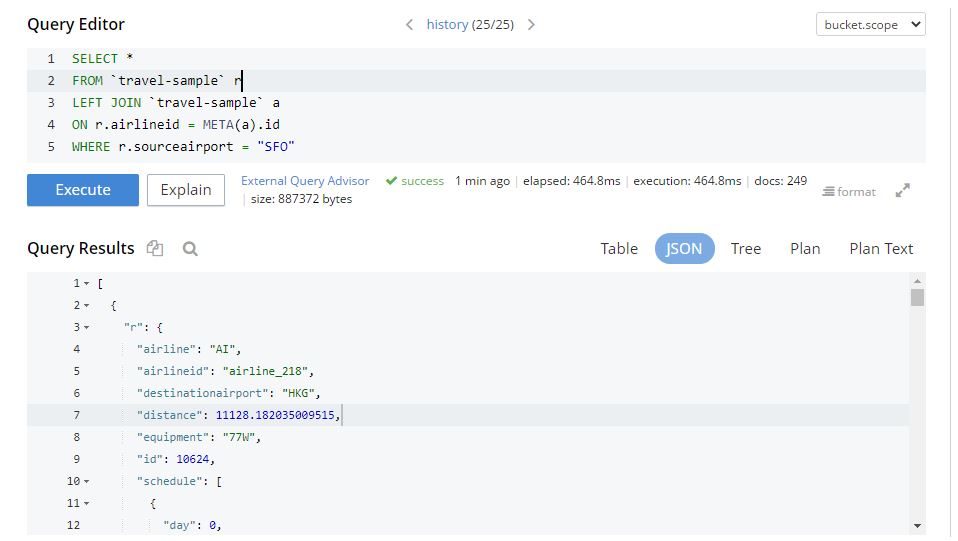 Query Editor
history (25/25)
bucket.scope
1 SELECT *
2 FROM `travel-sample` r
3 LEFT JOIN `travel-sample` a
4 ON r.airlineid = META(a).id
5 WHERE r.sourceairport = "SFO"
Execute Explain External Query Advisor success 1 min ago elapsed: 464.8ms execution: 464.8ms docs: 249
size: 887372 bytes
format
Query Results Table JSON Tree Plan Plan Text
1 [
2 {
3 "r": {
4 "airline": "AI",
5 "airlineid": "airline_218",
6 "destinationairport": "HKG",
7 "distance": 11128.182035009515,
8 "equipment": "77W",
9 "id": 10624,
10 "schedule": [
11 {
12 "day": 0,